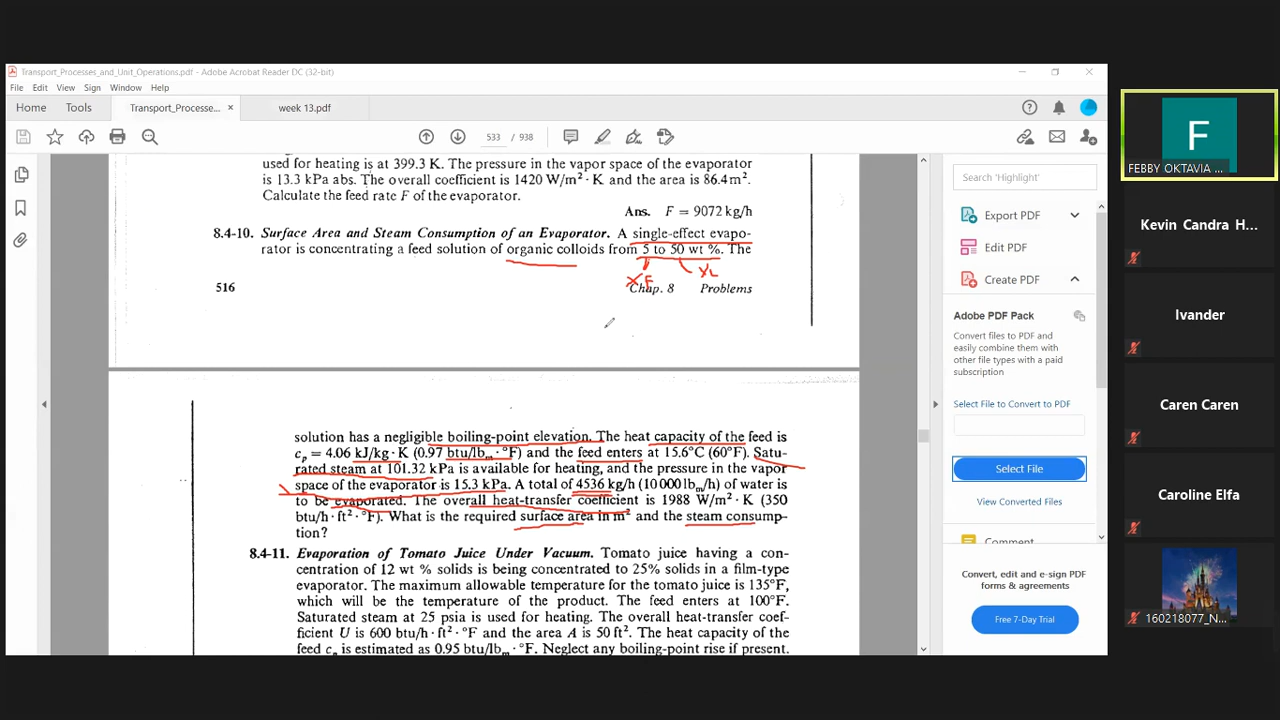 Transport_Processes_and_Unit_Operations.pdf - Adobe Acrobat Reader DC (32-bit)
File Edit View Sign Window Help
Home Tools Transport_Processe... × week 13.pdf
533 / 938
used for heating is at 399.3 K. The pressure in the vapor space of the evaporator
is 13.3 kPa abs. The overall coefficient is 1420 W/m²·K and the area is 86.4 m².
Calculate the feed rate F of the evaporator.
Ans. F = 9072 kg/h
8.4-10. Surface Area and Steam Consumption of an Evaporator. A single-effect evapo-
rator is concentrating a feed solution of organic colloids from 5 to 50 wt %. The
XF XL
516 Chap. 8 Problems
solution has a negligible boiling-point elevation. The heat capacity of the feed is
cp = 4.06 kJ/kg·K (0.97 btu/lbm·°F) and the feed enters at 15.6°C (60°F). Satu-
rated steam at 101.32 kPa is available for heating, and the pressure in the vapor
space of the evaporator is 15.3 kPa. A total of 4536 kg/h (10 000 lbm/h) of water is
to be evaporated. The overall heat-transfer coefficient is 1988 W/m²·K (350
btu/h·ft²·°F). What is the required surface area in m² and the steam consump-
tion?
8.4-11. Evaporation of Tomato Juice Under Vacuum. Tomato juice having a con-
centration of 12 wt % solids is being concentrated to 25% solids in a film-type
evaporator. The maximum allowable temperature for the tomato juice is 135°F,
which will be the temperature of the product. The feed enters at 100°F.
Saturated steam at 25 psia is used for heating. The overall heat-transfer coef-
ficient U is 600 btu/h·ft²·°F and the area A is 50 ft². The heat capacity of the
feed cp is estimated as 0.95 btu/lbm·°F. Neglect any boiling-point rise if present.
Search 'Highlight'
Export PDF
Edit PDF
Create PDF
Adobe PDF Pack
Convert files to PDF and
easily combine them with
other file types with a paid
subscription
Select File to Convert to PDF
Select File
View Converted Files
Comment
Convert, edit and e-sign PDF
forms & agreements
Free 7-Day Trial
F
FEBBY OKTAVIA ...
Kevin Candra H...
Ivander
Caren Caren
Caroline Elfa
160218077_N...